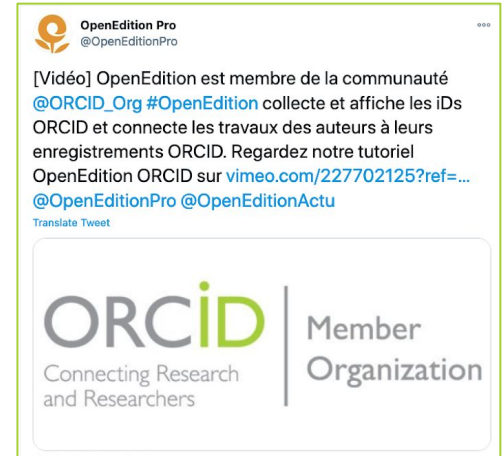 OpenEdition Pro
@OpenEditionPro
[Vidéo] OpenEdition est membre de la communauté
@ORCID_Org #OpenEdition collecte et affiche les iDs
ORCID et connecte les travaux des auteurs à leurs
enregistrements ORCID. Regardez notre tutoriel
OpenEdition ORCID sur vimeo.com/227702125?ref=...
@OpenEditionPro @OpenEditionActu
Translate Tweet
ORCiD
Connecting Research
and Researchers
Member
Organization